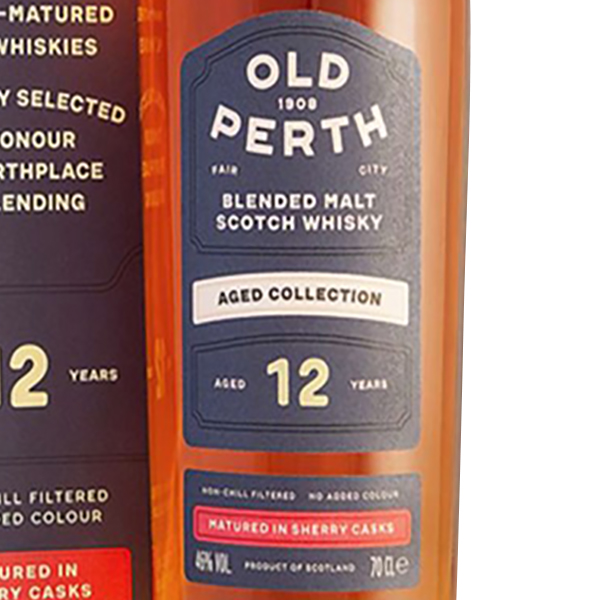 -MATURED
WHISKIES
Y SELECTED
ONOUR
RTHPLACE
LENDING
12 YEARS
ILL FILTERED
ED COLOUR
URED IN
RRY CASKS
OLD
1908
PERTH
FAIR CITY
BLENDED MALT
SCOTCH WHISKY
AGED COLLECTION
AGED 12 YEARS
NON-CHILL FILTERED NO ADDED COLOUR
MATURED IN SHERRY CASKS
46% VOL. PRODUCT OF SCOTLAND 70 CL e